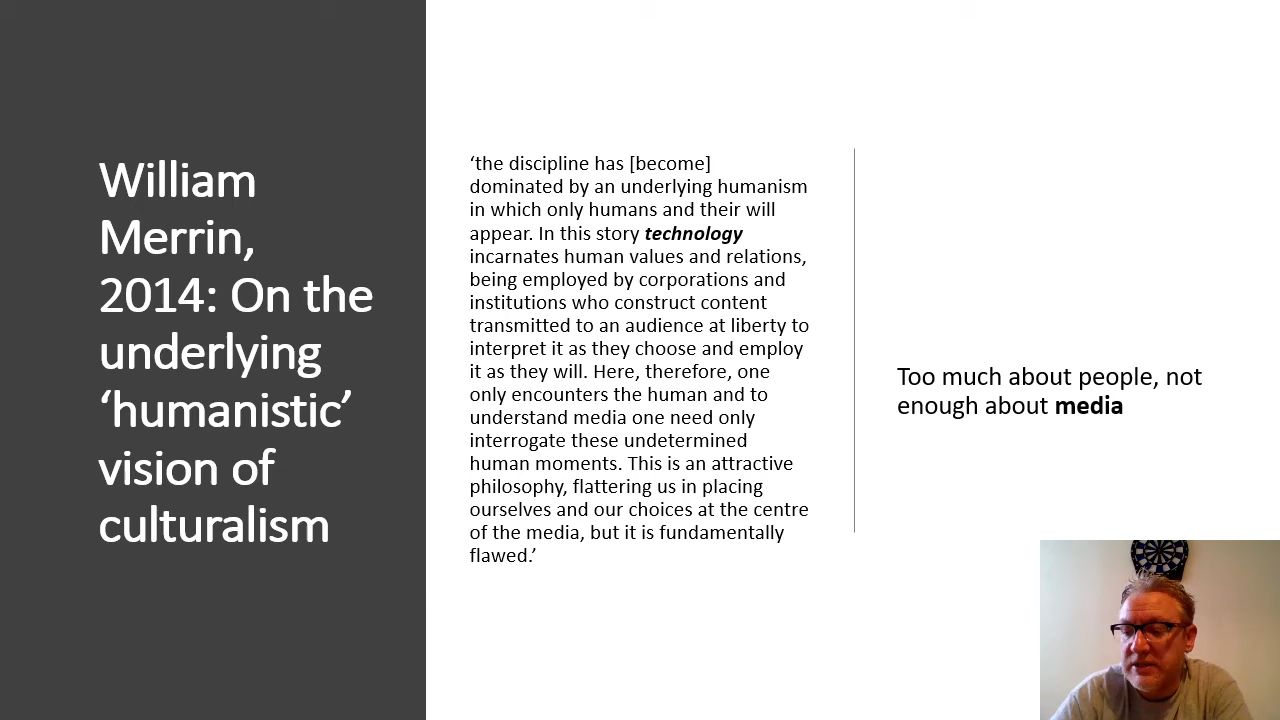 William
Merrin,
2014: On the
underlying
‘humanistic’
vision of
culturalism
‘the discipline has [become]
dominated by an underlying humanism
in which only humans and their will
appear. In this story technology
incarnates human values and relations,
being employed by corporations and
institutions who construct content
transmitted to an audience at liberty to
interpret it as they choose and employ
it as they will. Here, therefore, one
only encounters the human and to
understand media one need only
interrogate these undetermined
human moments. This is an attractive
philosophy, flattering us in placing
ourselves and our choices at the centre
of the media, but it is fundamentally
flawed.’
Too much about people, not
enough about media